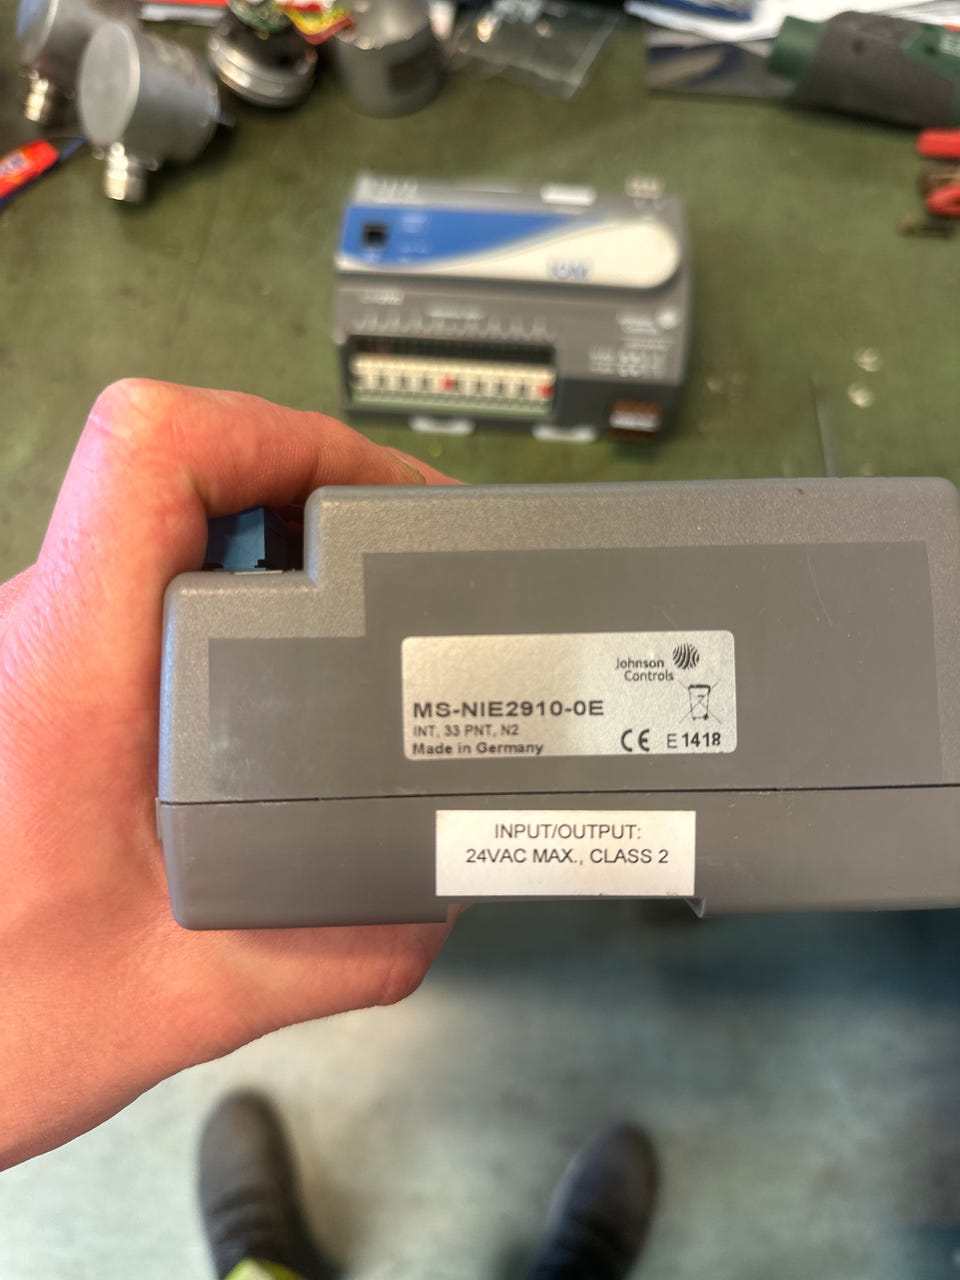 Johnson
Controls
MS-NIE2910-0E
INT, 33 PNT, N2
Made in Germany
CE E 1418
INPUT/OUTPUT:
24VAC MAX., CLASS 2